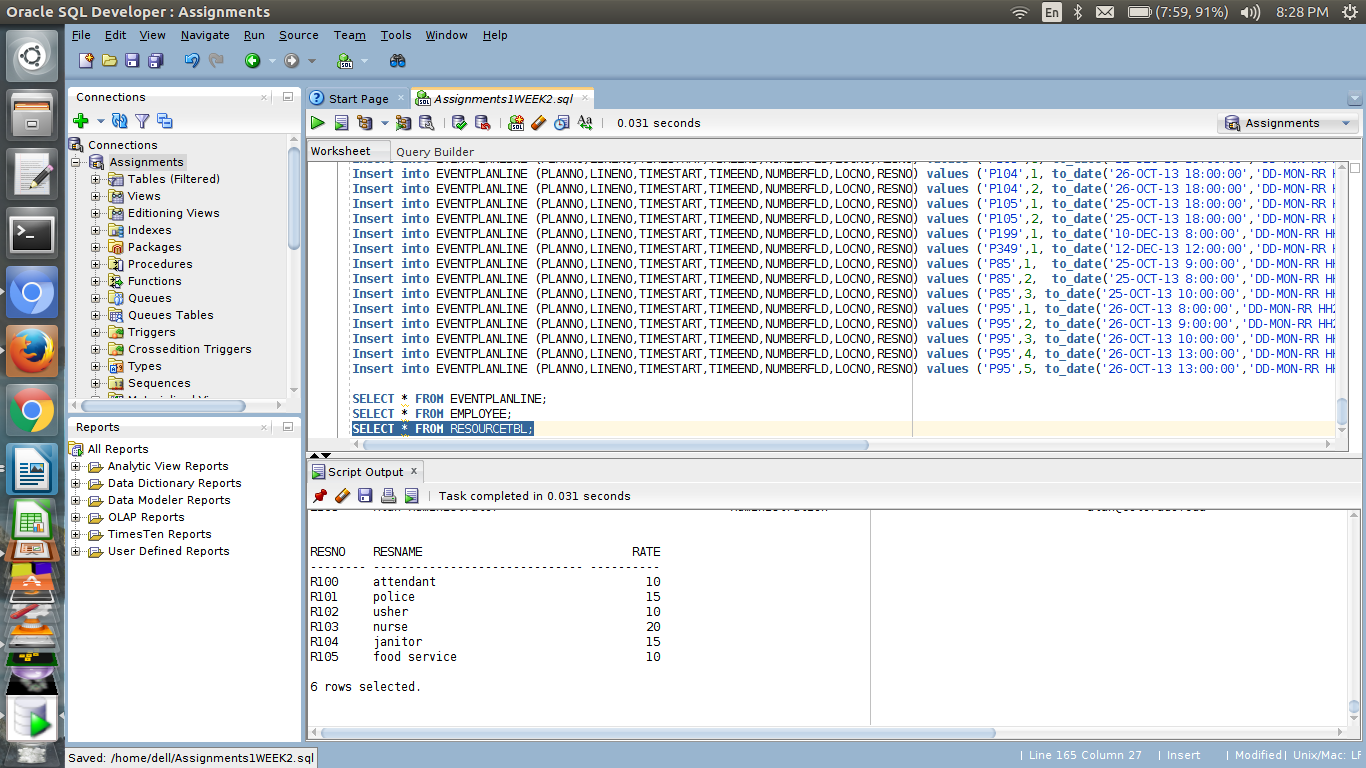 Oracle SQL Developer : Assignments
En
(7:59, 91%)
8:28 PM
File Edit View Navigate Run Source Team Tools Window Help
Connections
Connections
Assignments
Tables (Filtered)
Views
Editioning Views
Indexes
Packages
Procedures
Functions
Queues
Queues Tables
Triggers
Crossedition Triggers
Types
Sequences
Reports
All Reports
Analytic View Reports
Data Dictionary Reports
Data Modeler Reports
OLAP Reports
TimesTen Reports
User Defined Reports
Start Page
Assignments1WEEK2.sql
0.031 seconds
Assignments
Worksheet Query Builder
Insert into EVENTPLANLINE (PLANNO,LINENO,TIMESTART,TIMEEND,NUMBERFLD,LOCNO,RESNO) values ('P104',1, to_date('26-OCT-13 18:00:00','DD-MON-RR H
Insert into EVENTPLANLINE (PLANNO,LINENO,TIMESTART,TIMEEND,NUMBERFLD,LOCNO,RESNO) values ('P104',2, to_date('26-OCT-13 18:00:00','DD-MON-RR H
Insert into EVENTPLANLINE (PLANNO,LINENO,TIMESTART,TIMEEND,NUMBERFLD,LOCNO,RESNO) values ('P105',1, to_date('25-OCT-13 18:00:00','DD-MON-RR H
Insert into EVENTPLANLINE (PLANNO,LINENO,TIMESTART,TIMEEND,NUMBERFLD,LOCNO,RESNO) values ('P105',2, to_date('25-OCT-13 18:00:00','DD-MON-RR H
Insert into EVENTPLANLINE (PLANNO,LINENO,TIMESTART,TIMEEND,NUMBERFLD,LOCNO,RESNO) values ('P199',1, to_date('10-DEC-13 8:00:00','DD-MON-RR HH
Insert into EVENTPLANLINE (PLANNO,LINENO,TIMESTART,TIMEEND,NUMBERFLD,LOCNO,RESNO) values ('P349',1, to_date('12-DEC-13 12:00:00','DD-MON-RR H
Insert into EVENTPLANLINE (PLANNO,LINENO,TIMESTART,TIMEEND,NUMBERFLD,LOCNO,RESNO) values ('P85',1, to_date('25-OCT-13 9:00:00','DD-MON-RR HH
Insert into EVENTPLANLINE (PLANNO,LINENO,TIMESTART,TIMEEND,NUMBERFLD,LOCNO,RESNO) values ('P85',2, to_date('25-OCT-13 8:00:00','DD-MON-RR HH
Insert into EVENTPLANLINE (PLANNO,LINENO,TIMESTART,TIMEEND,NUMBERFLD,LOCNO,RESNO) values ('P85',3, to_date('25-OCT-13 10:00:00','DD-MON-RR HH
Insert into EVENTPLANLINE (PLANNO,LINENO,TIMESTART,TIMEEND,NUMBERFLD,LOCNO,RESNO) values ('P95',1, to_date('26-OCT-13 8:00:00','DD-MON-RR HH2
Insert into EVENTPLANLINE (PLANNO,LINENO,TIMESTART,TIMEEND,NUMBERFLD,LOCNO,RESNO) values ('P95',2, to_date('26-OCT-13 9:00:00','DD-MON-RR HH2
Insert into EVENTPLANLINE (PLANNO,LINENO,TIMESTART,TIMEEND,NUMBERFLD,LOCNO,RESNO) values ('P95',3, to_date('26-OCT-13 10:00:00','DD-MON-RR HH
Insert into EVENTPLANLINE (PLANNO,LINENO,TIMESTART,TIMEEND,NUMBERFLD,LOCNO,RESNO) values ('P95',4, to_date('26-OCT-13 13:00:00','DD-MON-RR HH
Insert into EVENTPLANLINE (PLANNO,LINENO,TIMESTART,TIMEEND,NUMBERFLD,LOCNO,RESNO) values ('P95',5, to_date('26-OCT-13 13:00:00','DD-MON-RR HH
SELECT * FROM EVENTPLANLINE;
SELECT * FROM EMPLOYEE;
SELECT * FROM RESOURCETBL;
Script Output
Task completed in 0.031 seconds
RESNO RESNAME RATE
-------- ------------------------------ ----------
R100 attendant 10
R101 police 15
R102 usher 10
R103 nurse 20
R104 janitor 15
R105 food service 10
6 rows selected.
Saved: /home/dell/Assignments1WEEK2.sql
Line 165 Column 27 | Insert | Modified | Unix/Mac: LF